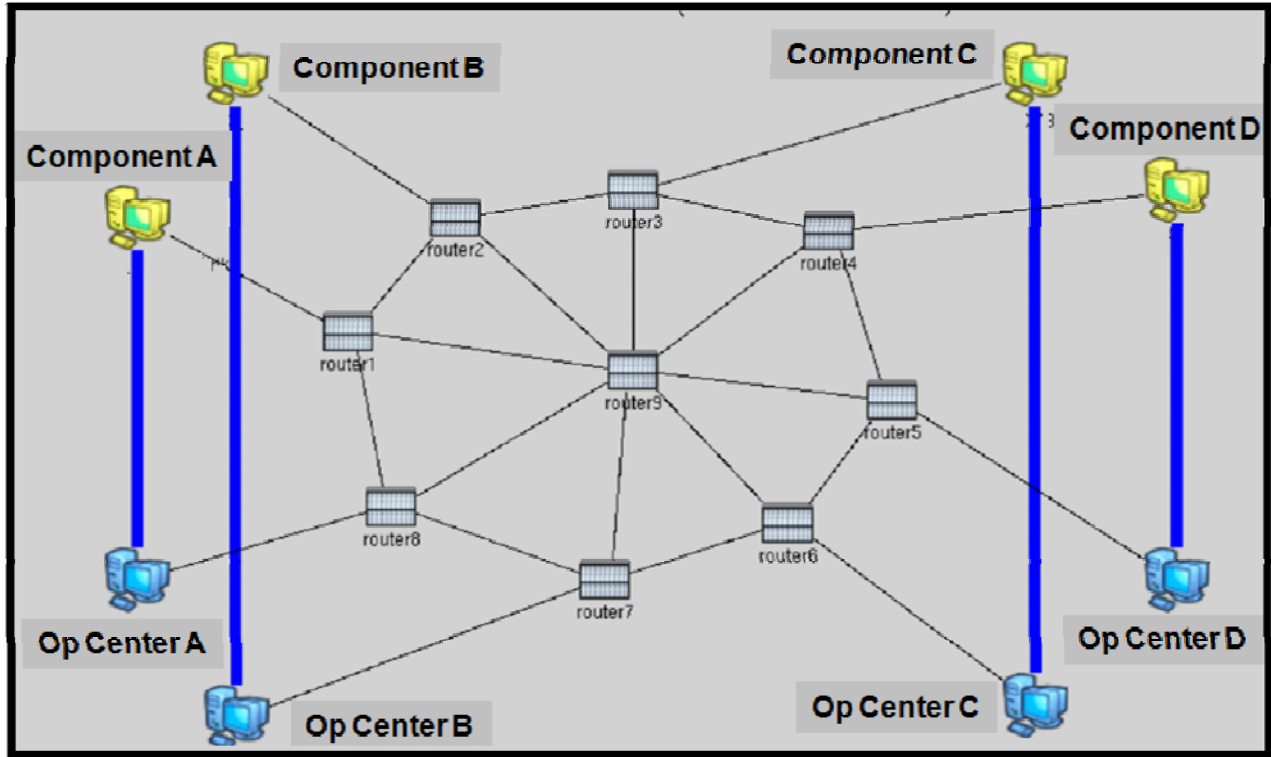 Component B
Component C
Component D
Component A
router3
router2
router4
router1
router9
router5
router8
router6
router7
Op Center A
Op Center D
Op Center C
Op Center B